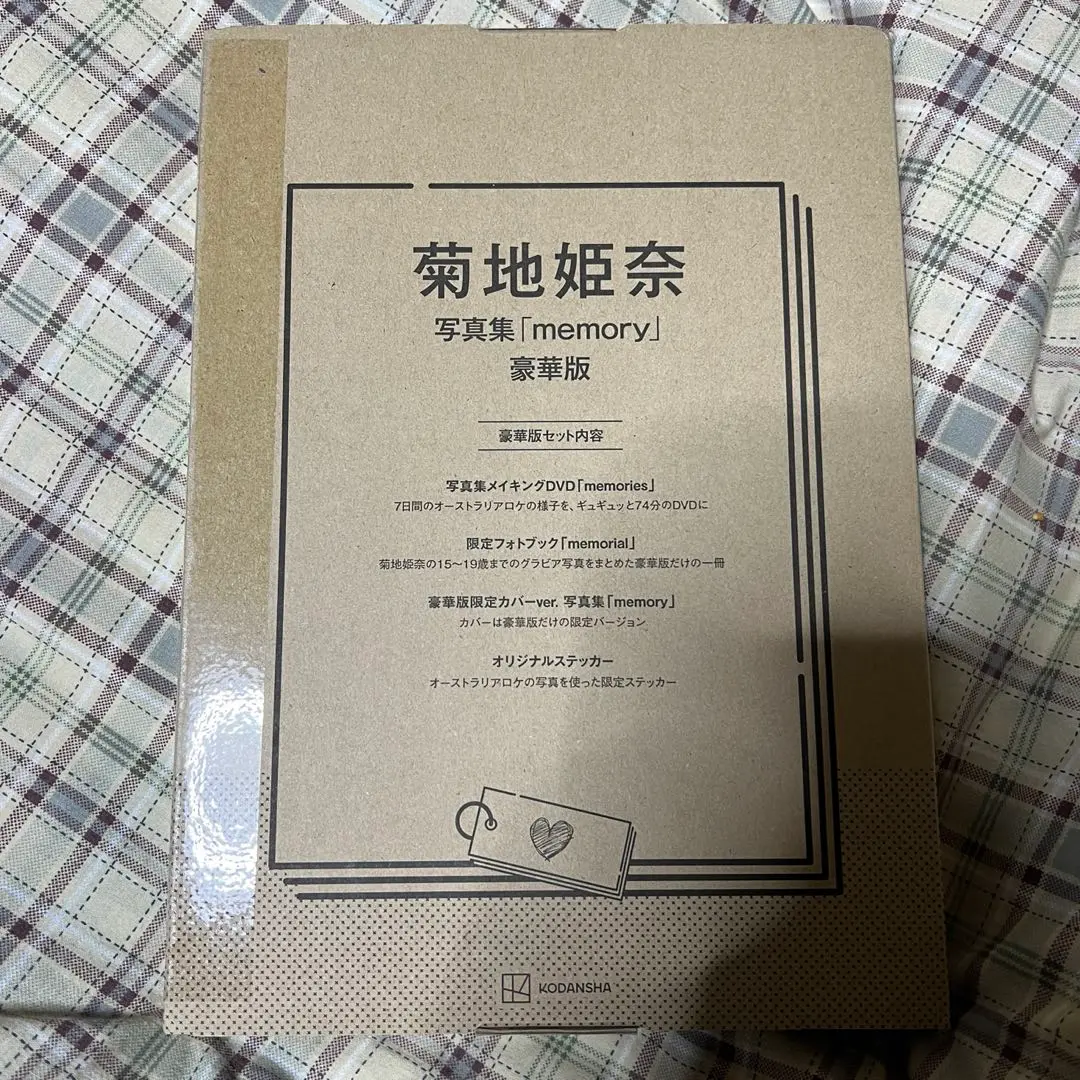 菊地姫奈
写真集「memory」
豪華版
豪華版セット内容
写真集メイキングDVD「memories」
7日間のオーストラリアロケの様子を、ギュギュッと74分のDVDに
限定フォトブック「memorial」
菊地姫奈の15〜19歳までのグラビア写真をまとめた豪華版だけの一冊
豪華版限定カバーver. 写真集「memory」
カバーは豪華版だけの限定バージョン
オリジナルステッカー
オーストラリアロケの写真を使った限定ステッカー
KODANSHA